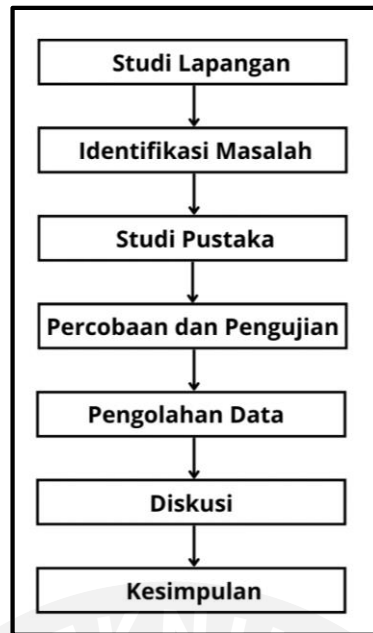 Studi Lapangan
Identifikasi Masalah
Studi Pustaka
Percobaan dan Pengujian
Pengolahan Data
Diskusi
Kesimpulan